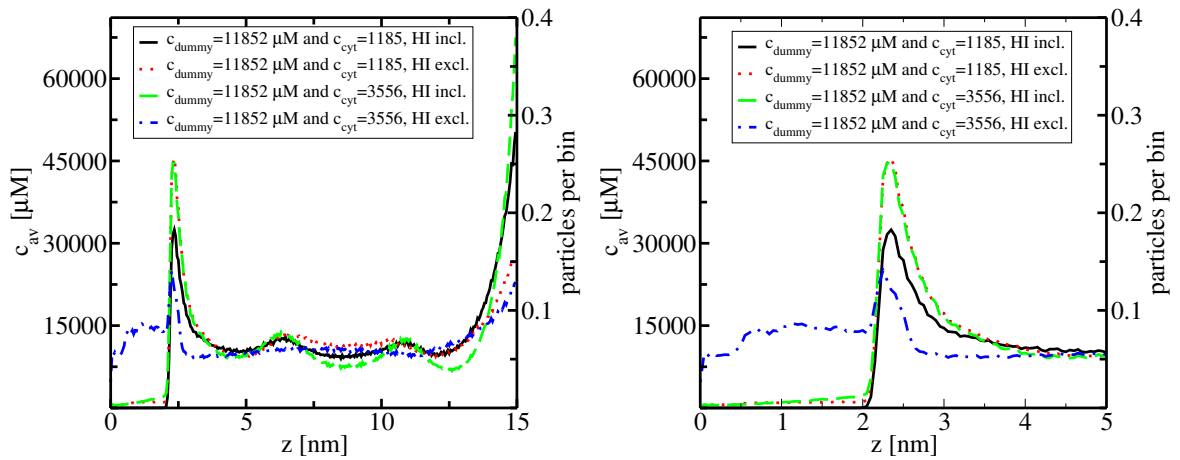 c_av [μM]
60000
45000
30000
15000
0.4
0.3
0.2
0.1
particles per bin
c_dummy=11852 μM and c_cyt=1185, HI incl.
c_dummy=11852 μM and c_cyt=1185, HI excl.
c_dummy=11852 μM and c_cyt=3556, HI incl.
c_dummy=11852 μM and c_cyt=3556, HI excl.
0 5 10 15
z [nm]
c_av [μM]
60000
45000
30000
15000
0.4
0.3
0.2
0.1
particles per bin
c_dummy=11852 μM and c_cyt=1185, HI incl.
c_dummy=11852 μM and c_cyt=1185, HI excl.
c_dummy=11852 μM and c_cyt=3556, HI incl.
c_dummy=11852 μM and c_cyt=3556, HI excl.
0 1 2 3 4 5
z [nm]